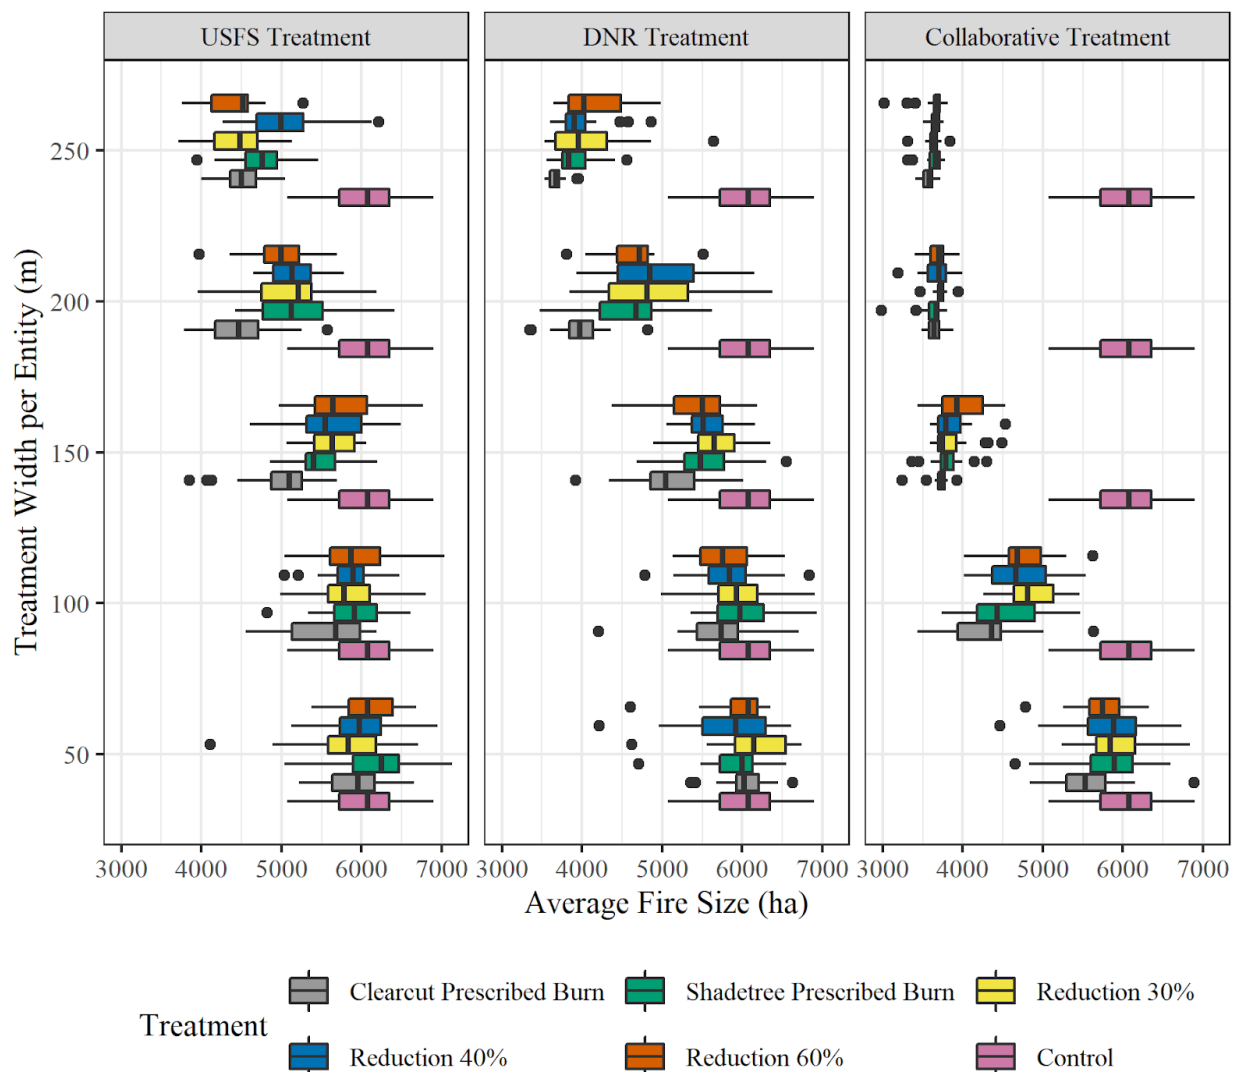 USFS Treatment DNR Treatment Collaborative Treatment
Treatment Width per Entity (m)
250
200
150
100
50
3000 4000 5000 6000 7000 3000 4000 5000 6000 7000 3000 4000 5000 6000 7000
Average Fire Size (ha)
Treatment
Clearcut Prescribed Burn Shadetree Prescribed Burn Reduction 30%
Reduction 40% Reduction 60% Control